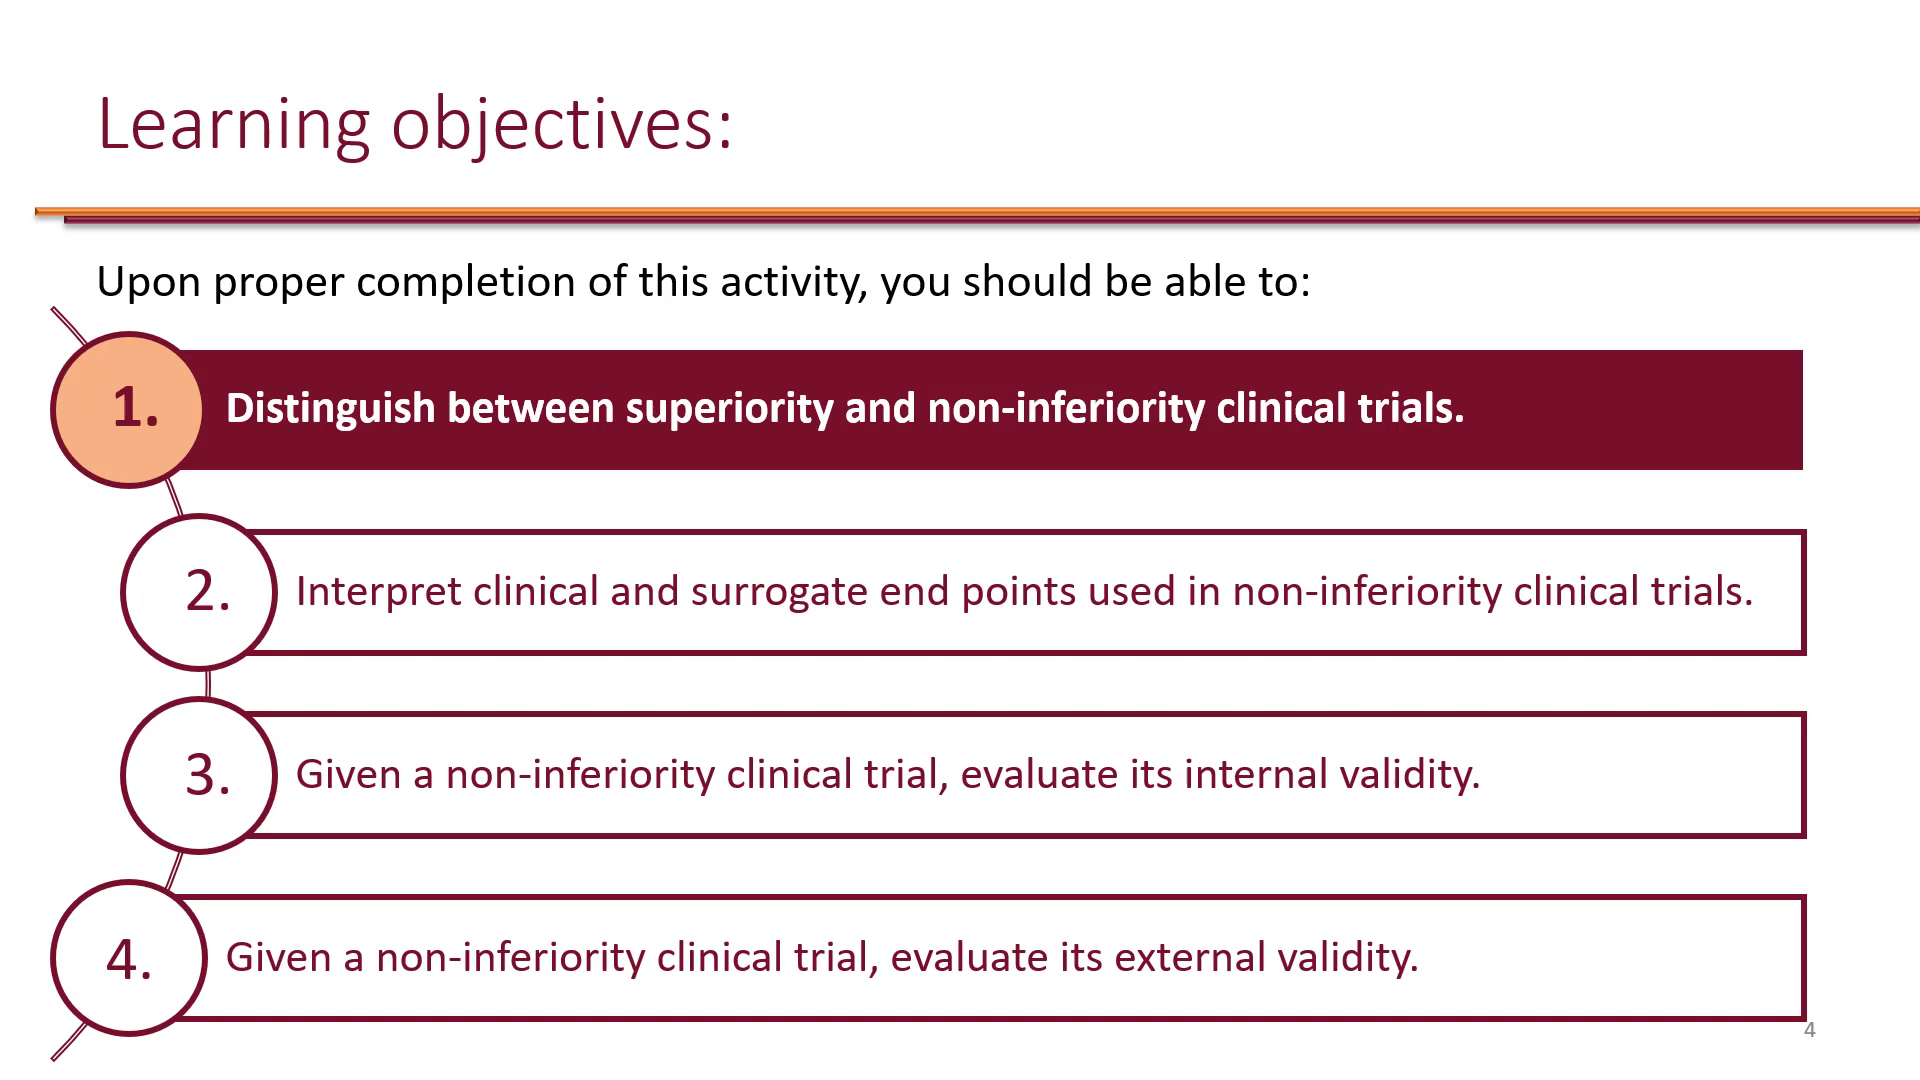 Learning objectives:
Upon proper completion of this activity, you should be able to:
1. Distinguish between superiority and non-inferiority clinical trials.
2. Interpret clinical and surrogate end points used in non-inferiority clinical trials.
3. Given a non-inferiority clinical trial, evaluate its internal validity.
4. Given a non-inferiority clinical trial, evaluate its external validity.
4